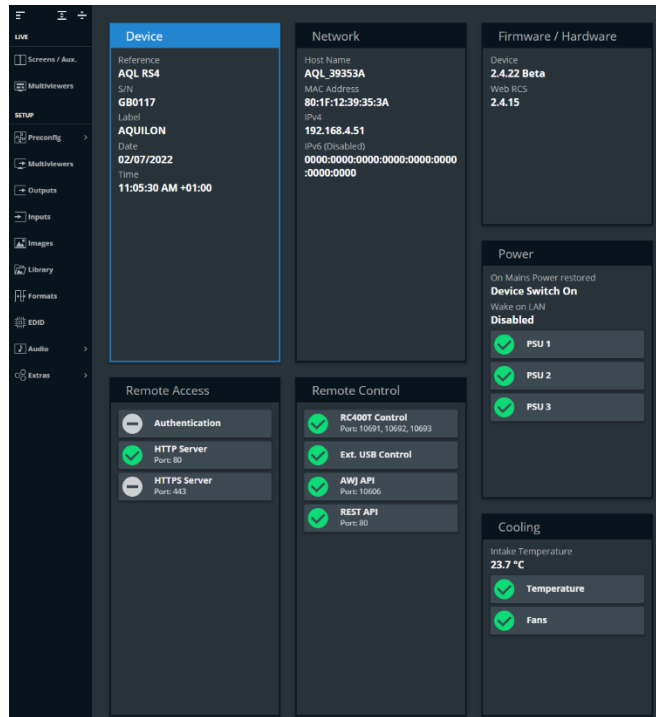 LIVE
Screens / Aux.
Multiviewers
SETUP
Preconfig
Multiviewers
Outputs
Inputs
Images
Library
Formats
EDID
Audio
Extras
Device
Reference
AQL RS4
S/N
GB0117
Label
AQUILON
Date
02/07/2022
Time
11:05:30 AM +01:00
Network
Host Name
AQL_39353A
MAC Address
80:1F:12:39:35:3A
IPv4
192.168.4.51
IPv6 (Disabled)
0000:0000:0000:0000:0000:0000
:0000:0000
Firmware / Hardware
Device
2.4.22 Beta
Web RCS
2.4.15
Power
On Mains Power restored
Device Switch On
Wake on LAN
Disabled
PSU 1
PSU 2
PSU 3
Remote Access
Authentication
HTTP Server
Port: 80
HTTPS Server
Port: 443
Remote Control
RC400T Control
Port: 10691, 10692, 10693
Ext. USB Control
AWJ API
Port: 10606
REST API
Port: 80
Cooling
Intake Temperature
23.7 °C
Temperature
Fans